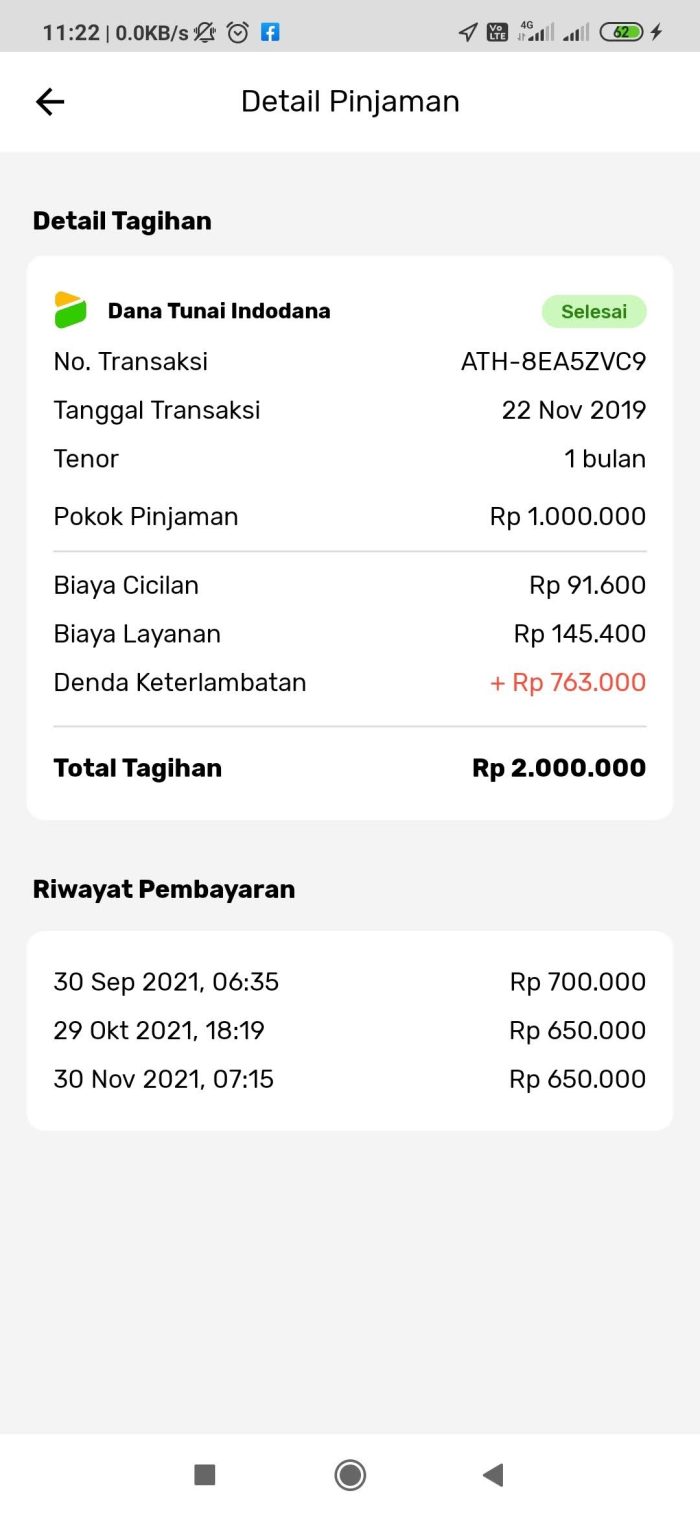 11:22 | 0.0KB/s VoLTE 4G 62
Detail Pinjaman
Detail Tagihan
Dana Tunai Indodana Selesai
No. Transaksi ATH-8EA5ZVC9
Tanggal Transaksi 22 Nov 2019
Tenor 1 bulan
Pokok Pinjaman Rp 1.000.000
Biaya Cicilan Rp 91.600
Biaya Layanan Rp 145.400
Denda Keterlambatan + Rp 763.000
Total Tagihan Rp 2.000.000
Riwayat Pembayaran
30 Sep 2021, 06:35 Rp 700.000
29 Okt 2021, 18:19 Rp 650.000
30 Nov 2021, 07:15 Rp 650.000